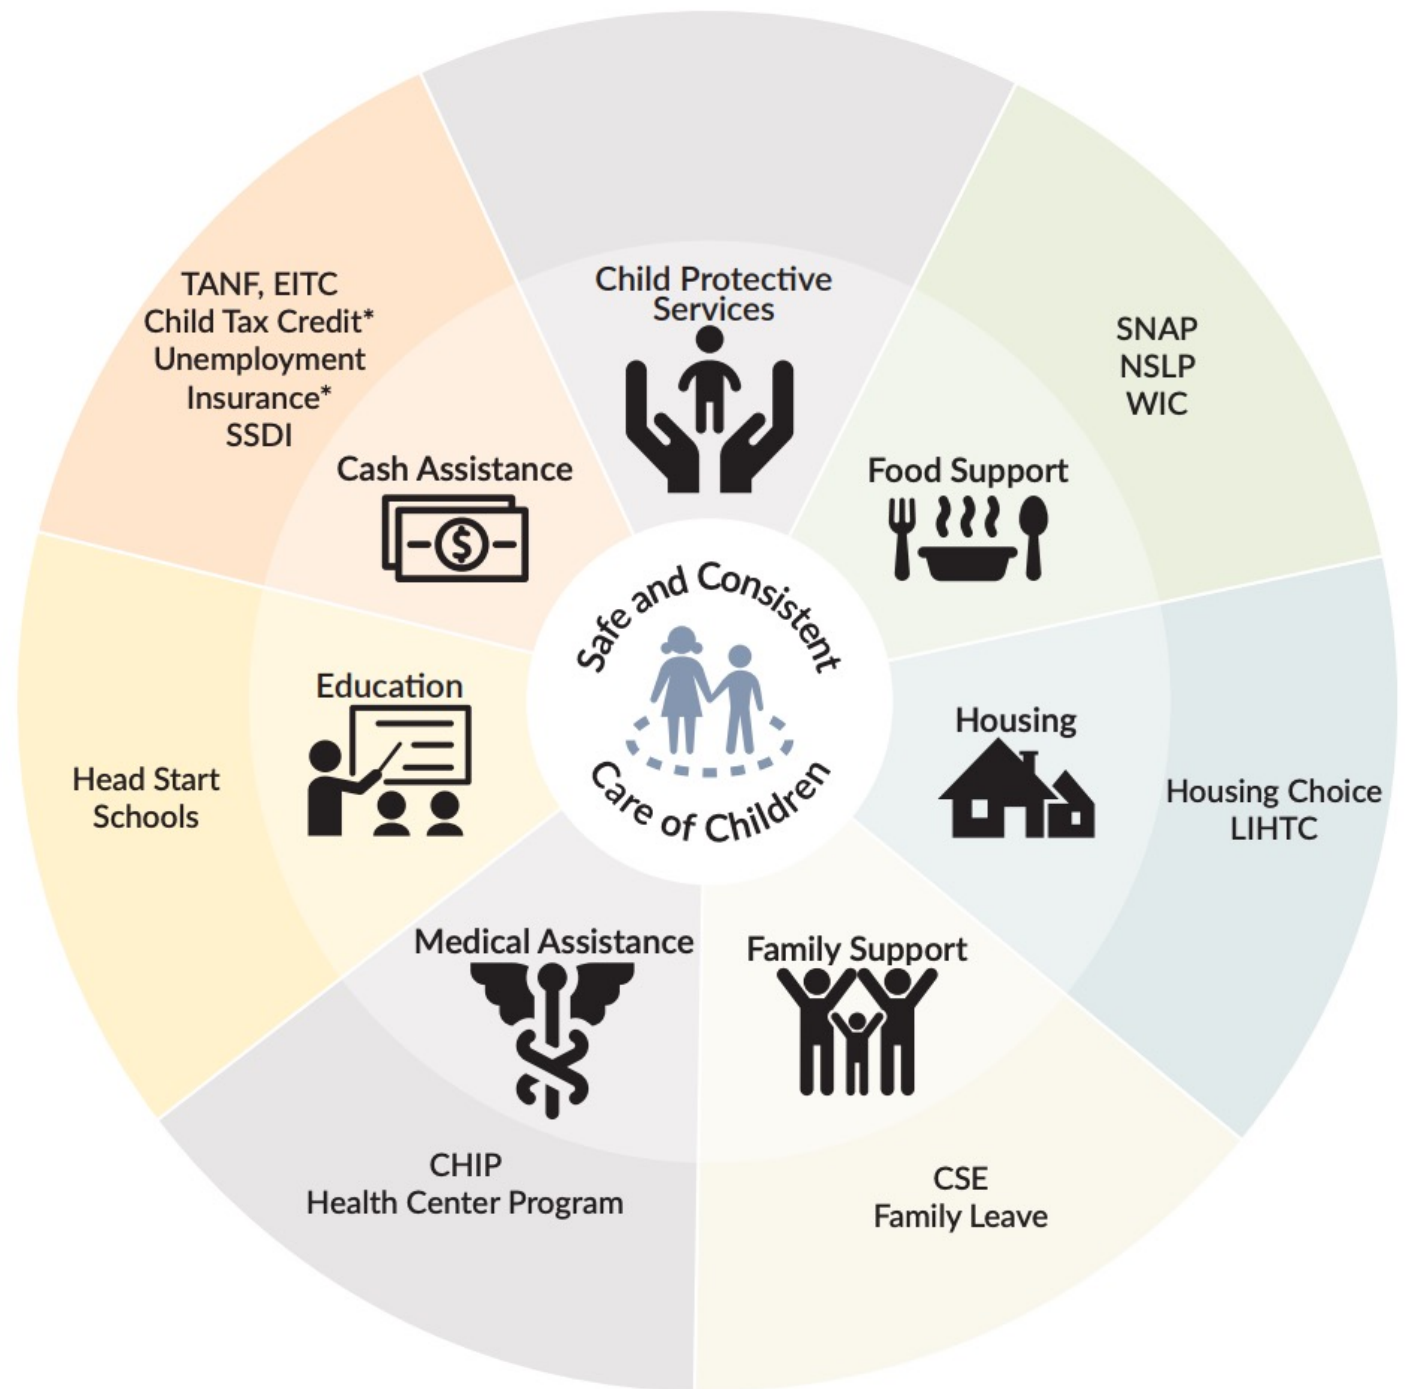 Child Protective
Services
SNAP
NSLP
WIC
Food Support
Housing
Housing Choice
LIHTC
Family Support
CSE
Family Leave
Medical Assistance
CHIP
Health Center Program
Education
Head Start
Schools
TANF, EITC
Child Tax Credit*
Unemployment
Insurance*
SSDI
Cash Assistance
$
Safe and Consistent
Care of Children